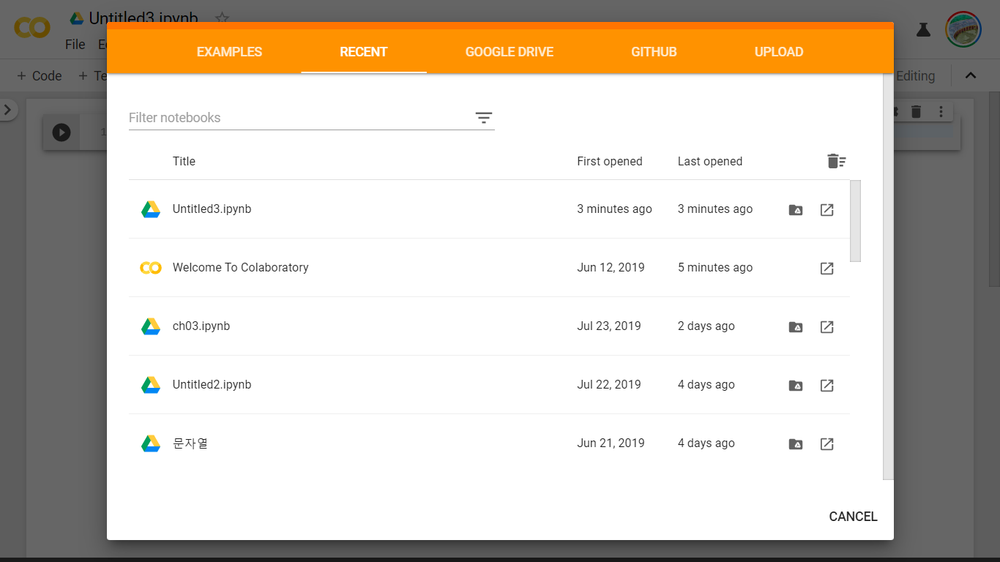 Untitled3.ipynb
File
+ Code + Te
Editing
EXAMPLES RECENT GOOGLE DRIVE GITHUB UPLOAD
Filter notebooks
Title First opened Last opened
Untitled3.ipynb 3 minutes ago 3 minutes ago
Welcome To Colaboratory Jun 12, 2019 5 minutes ago
ch03.ipynb Jul 23, 2019 2 days ago
Untitled2.ipynb Jul 22, 2019 4 days ago
문자열 Jun 21, 2019 4 days ago
CANCEL